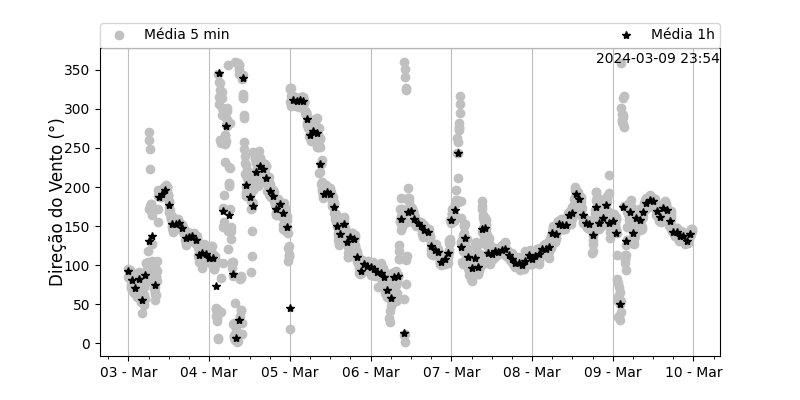 Média 5 min
Média 1h
2024-03-09 23:54
Direção do Vento (°)
350
300
250
200
150
100
50
0
03 - Mar
04 - Mar
05 - Mar
06 - Mar
07 - Mar
08 - Mar
09 - Mar
10 - Mar